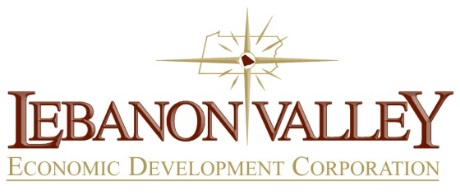 LEBANON VALLEY
ECONOMIC DEVELOPMENT CORPORATION